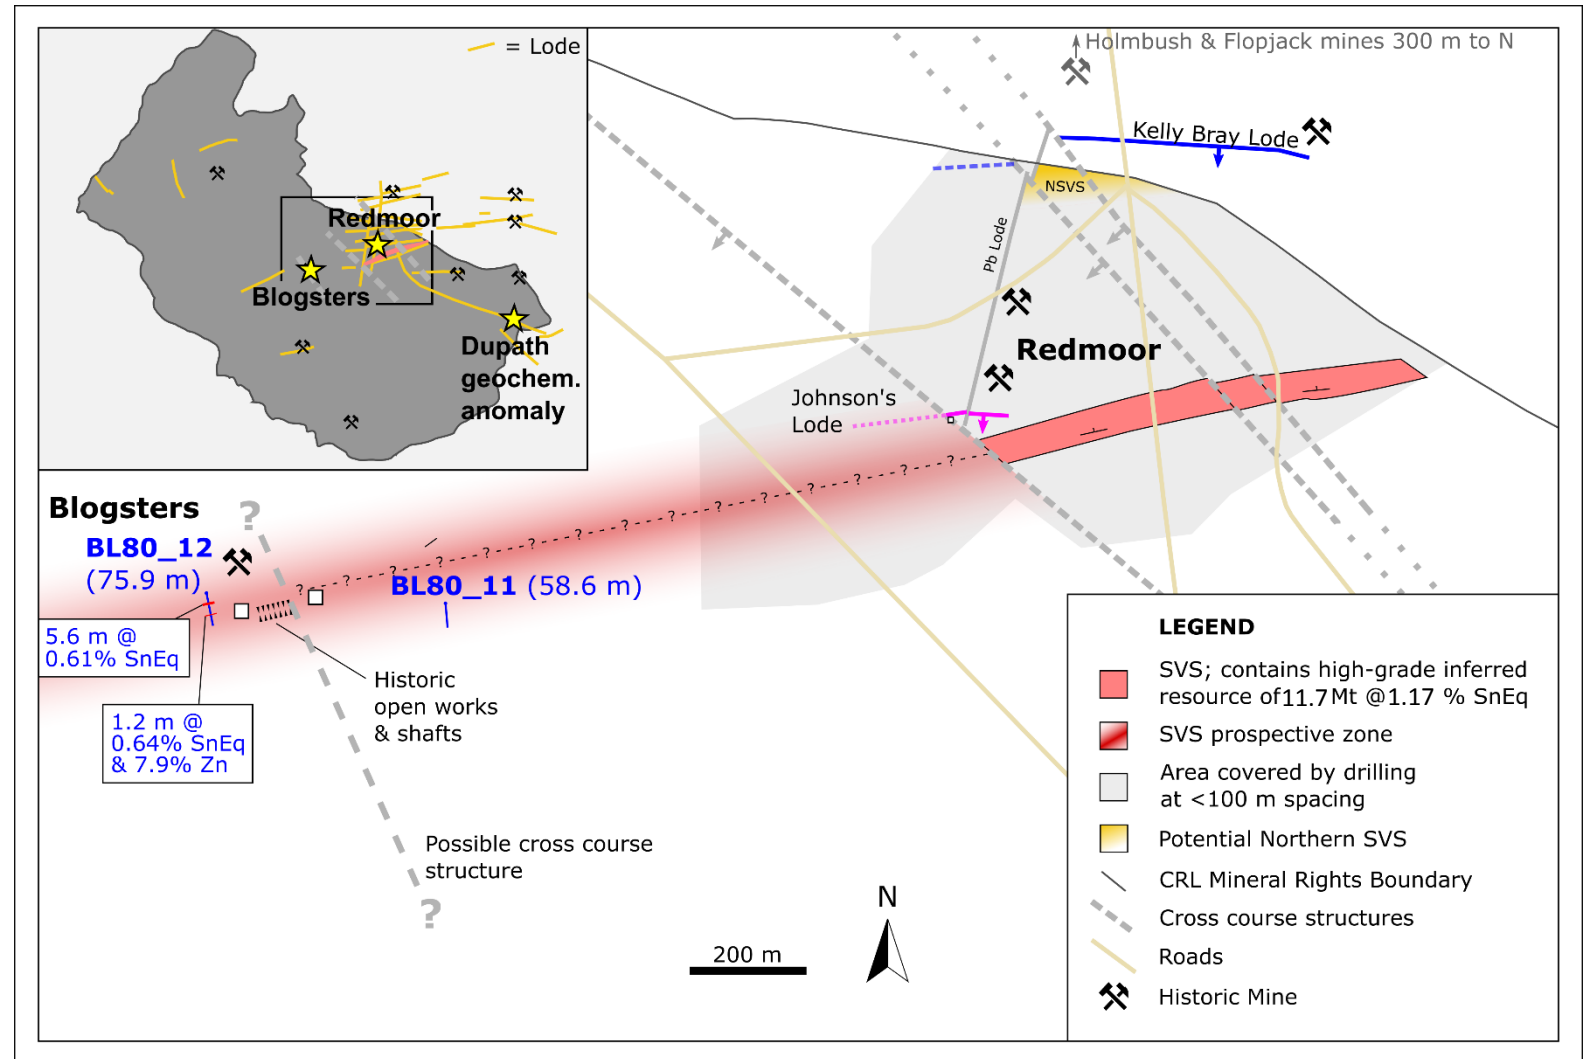 = Lode
Redmoor
Blogsters
Dupath
geochem.
anomaly
Holmbush & Flopjack mines 300 m to N
Kelly Bray Lode
NSVS
Pb Lode
Redmoor
Johnson's
Lode
? ? ? ? ? ? ? ? ? ? ? ? ? ? ?
Blogsters
?
BL80_12
(75.9 m)
BL80_11 (58.6 m)
5.6 m @
0.61% SnEq
1.2 m @
0.64% SnEq
& 7.9% Zn
Historic
open works
& shafts
Possible cross course
structure
?
200 m
N
LEGEND
SVS; contains high-grade inferred
resource of 11.7 Mt @1.17 % SnEq
SVS prospective zone
Area covered by drilling
at <100 m spacing
Potential Northern SVS
CRL Mineral Rights Boundary
Cross course structures
Roads
Historic Mine